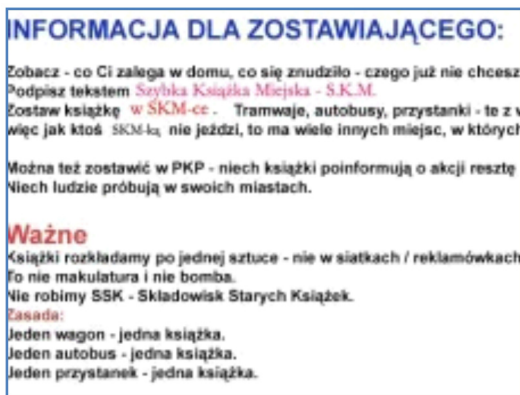 INFORMACJA DLA ZOSTAWIAJĄCEGO:
Zobacz - co Ci zalega w domu, co się znudziło - czego już nie chcesz
Podpisz tekstem Szybka Książka Miejska - S.K.M.
Zostaw książkę w SKM-ce . Tramwaje, autobusy, przystanki - te z
więc jak ktoś SKM-ką nie jeździ, to ma wiele innych miejsc, w których
Można też zostawić w PKP - niech książki poinformują o akcji resztę
Niech ludzie próbują w swoich miastach.
Ważne
Książki rozkładamy po jednej sztuce - nie w siatkach / reklamówkach
To nie makulatura i nie bomba.
Nie robimy SSK - Składowisk Starych Książek.
Zasada:
Jeden wagon - jedna książka.
Jeden autobus - jedna książka.
Jeden przystanek - jedna książka.